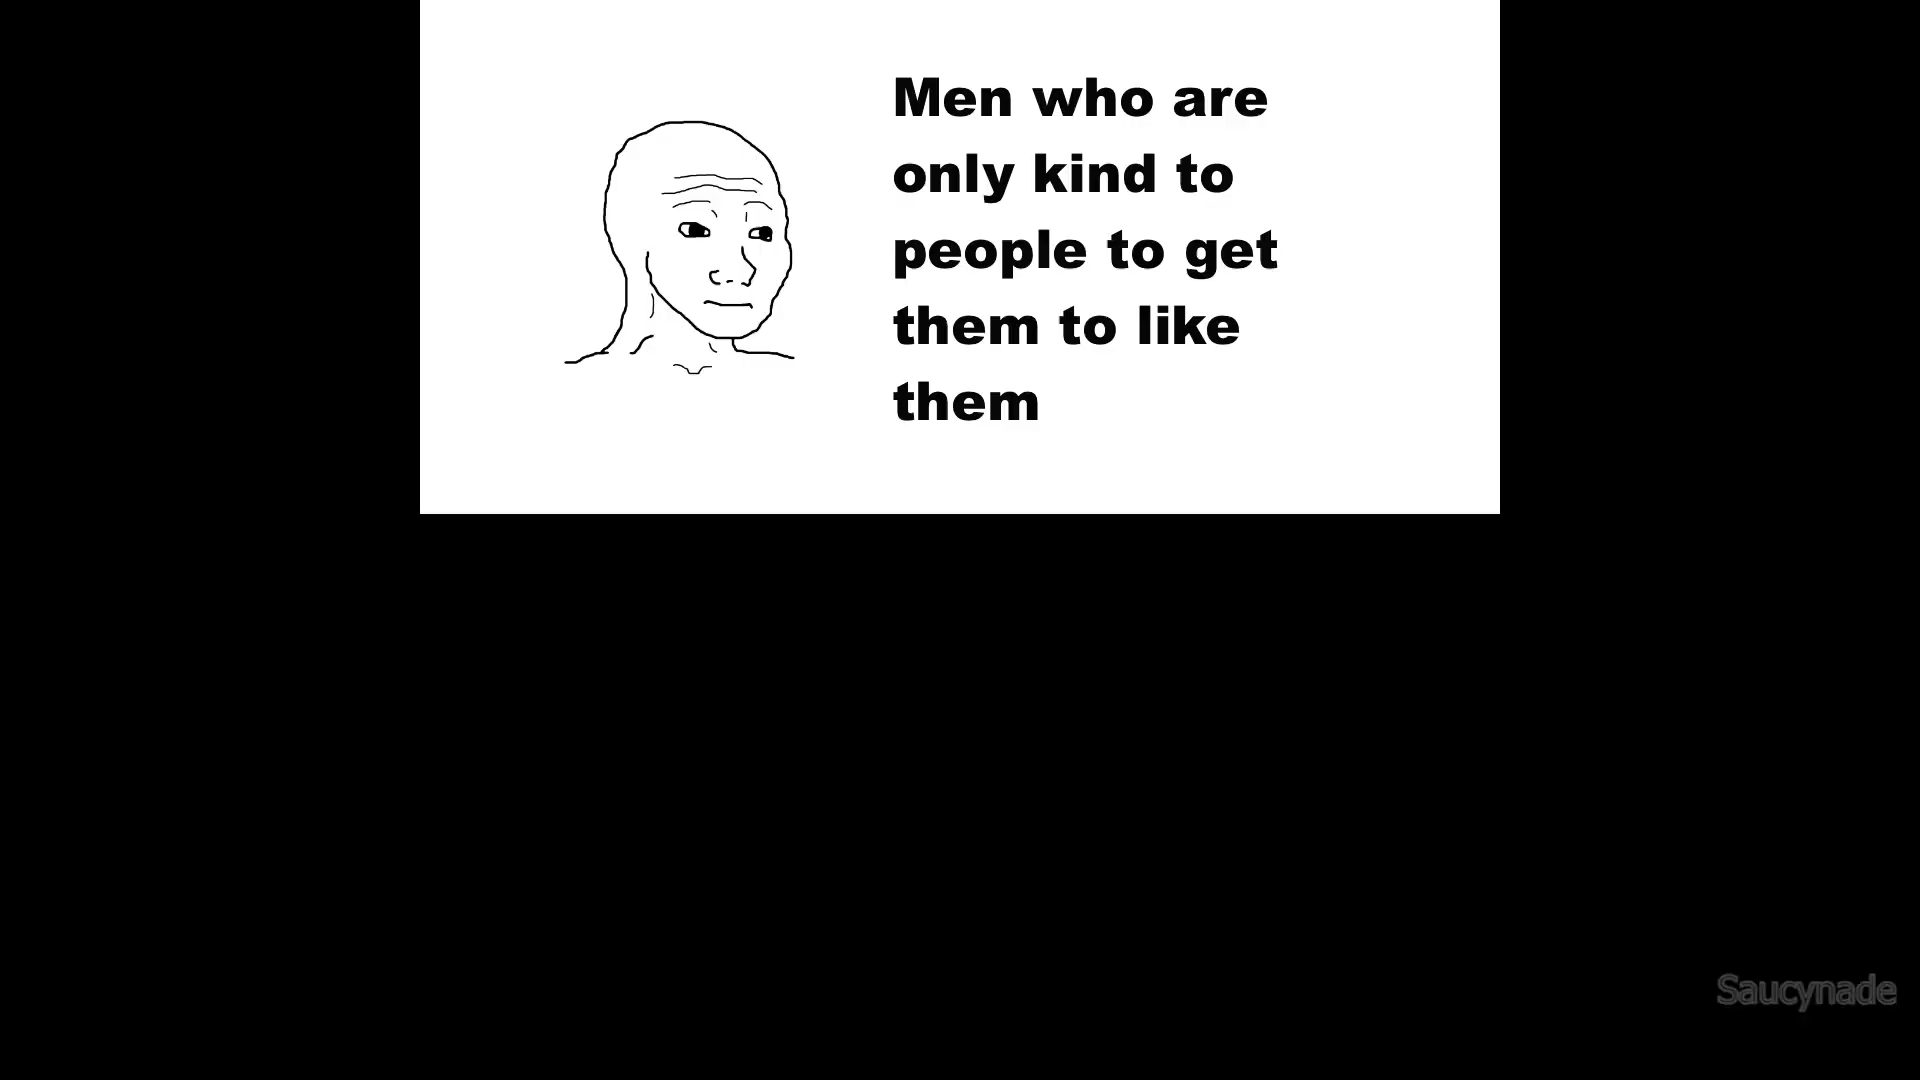 Men who are
only kind to
people to get
them to like
them
Saucynade